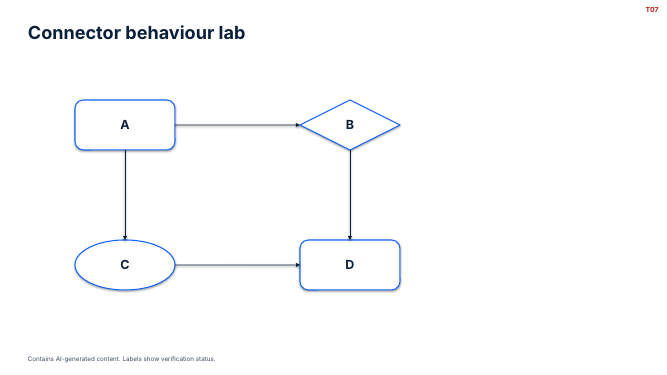 T07
Connector behaviour lab
A
B
C
D
Contains AI-generated content. Labels show verification status.